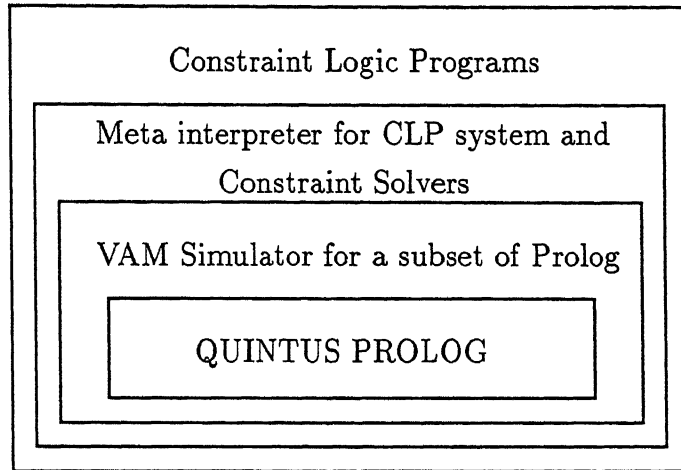 Constraint Logic Programs
Meta interpreter for CLP system and
Constraint Solvers
VAM Simulator for a subset of Prolog
QUINTUS PROLOG